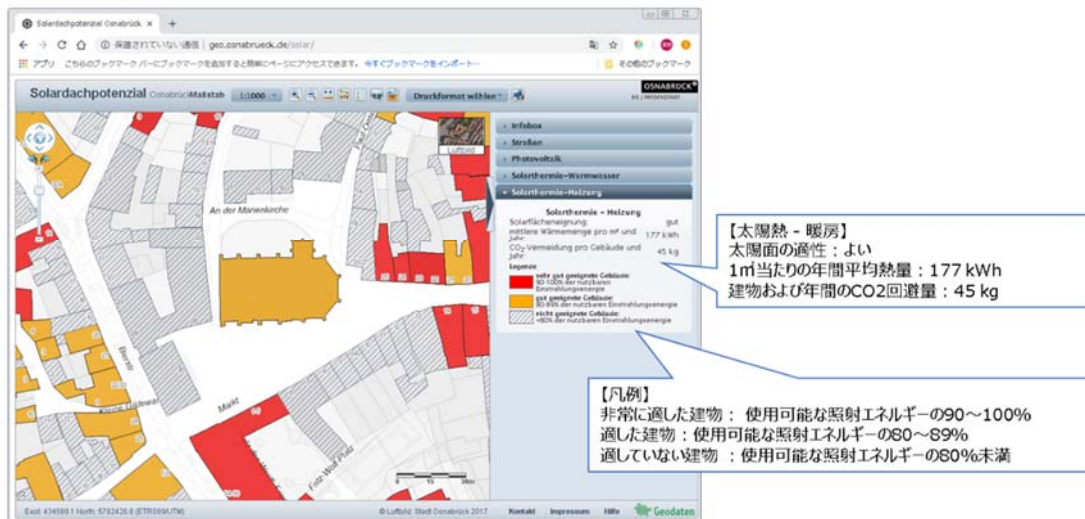 Solardachpotenzial Osnabrück
保護されていない通信 | geo.osnabrueck.de/solar/
アプリ こちらのブックマーク バーにブックマークを追加すると簡単にページにアクセスできます。 今すぐブックマークをインポート...
その他のブックマーク
Solardachpotenzial Osnabrück Maßstab 1:1000 Druckformat wählen
OSNABRÜCK
Luftbild
Infobox
Straßen
Photovoltaik
Solarthermie-Warmwasser
Solarthermie-Heizung
Solarthermie - Heizung
Solarflächeneignung: gut
mittlere Wärmemenge pro m² und Jahr: 177 kWh
CO₂-Vermeidung pro Gebäude und Jahr: 45 kg
Legende
sehr gut geeignete Gebäude:
90-100% der nutzbaren
Einstrahlungsenergie
gut geeignete Gebäude:
80-89% der nutzbaren
Einstrahlungsenergie
nicht geeignete Gebäude:
<80% der nutzbaren Einstrahlungsenergie
An der Marienkirche
Bierstr
Markt
【太陽熱 - 暖房】
太陽面の適性：よい
1㎡当たりの年間平均熱量：177 kWh
建物および年間のCO2回避量：45 kg
【凡例】
非常に適した建物： 使用可能な照射エネルギーの90～100%
適した建物：使用可能な照射エネルギーの80～89%
適していない建物 ：使用可能な照射エネルギーの80%未満
© Luftbild: Stadt Osnabrück 2017 Kontakt Impressum Hilfe Geodaten